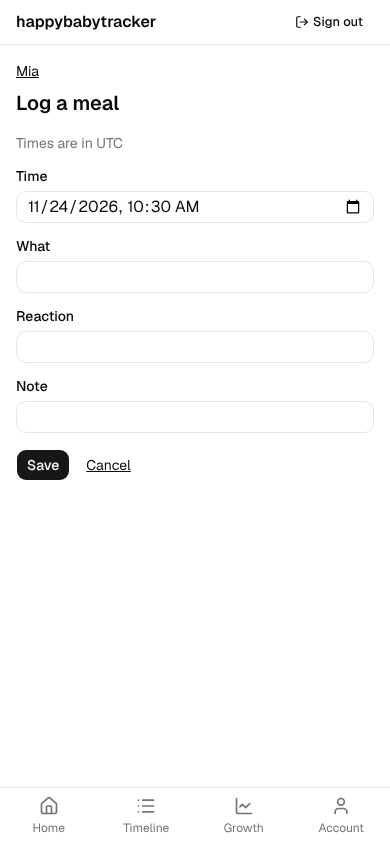 happybabytracker
Sign out
Mia
Log a meal
Times are in UTC
Time
11/24/2026, 10:30 AM
What
Reaction
Note
Save
Cancel
Home
Timeline
Growth
Account